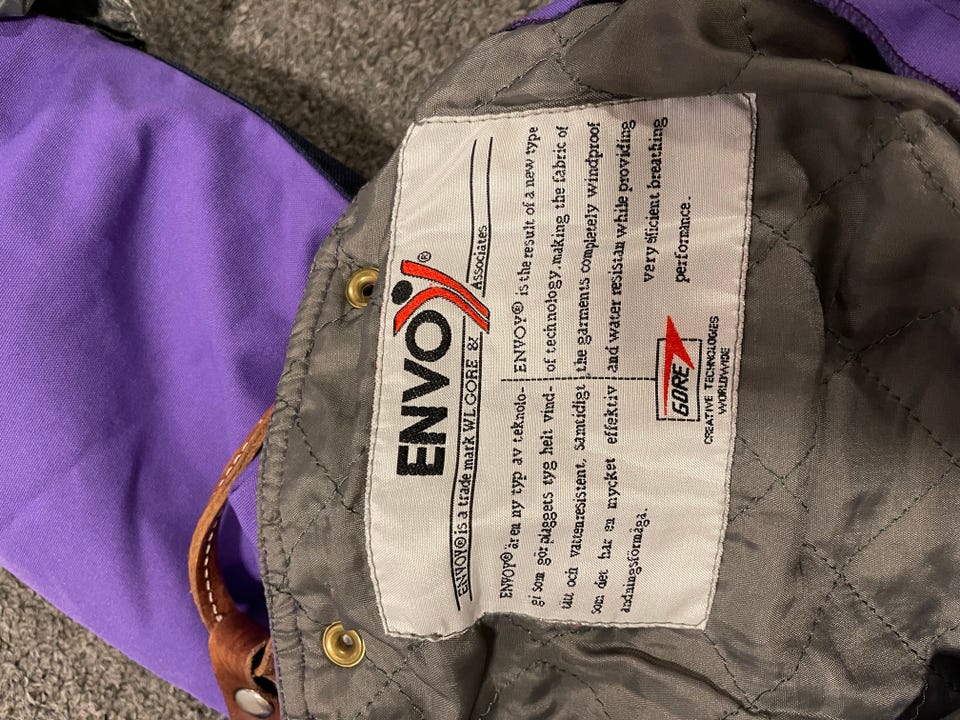 ENVOY®
ENVOY® is a trade mark WL GORE &
Associates
ENVOY® är en ny typ av teknolo-
gi som gör plaggets tyg helt vind-
tätt och vattenresistent, samtidigt
som det har en mycket effektiv
andningsförmåga.
ENVOY® is the result of a new type
of technology, making the fabric of
the garments completely windproof
and water resistan while providing
very efficient breathing
performance.
GORE
CREATIVE TECHNOLOGIES
WORLDWIDE